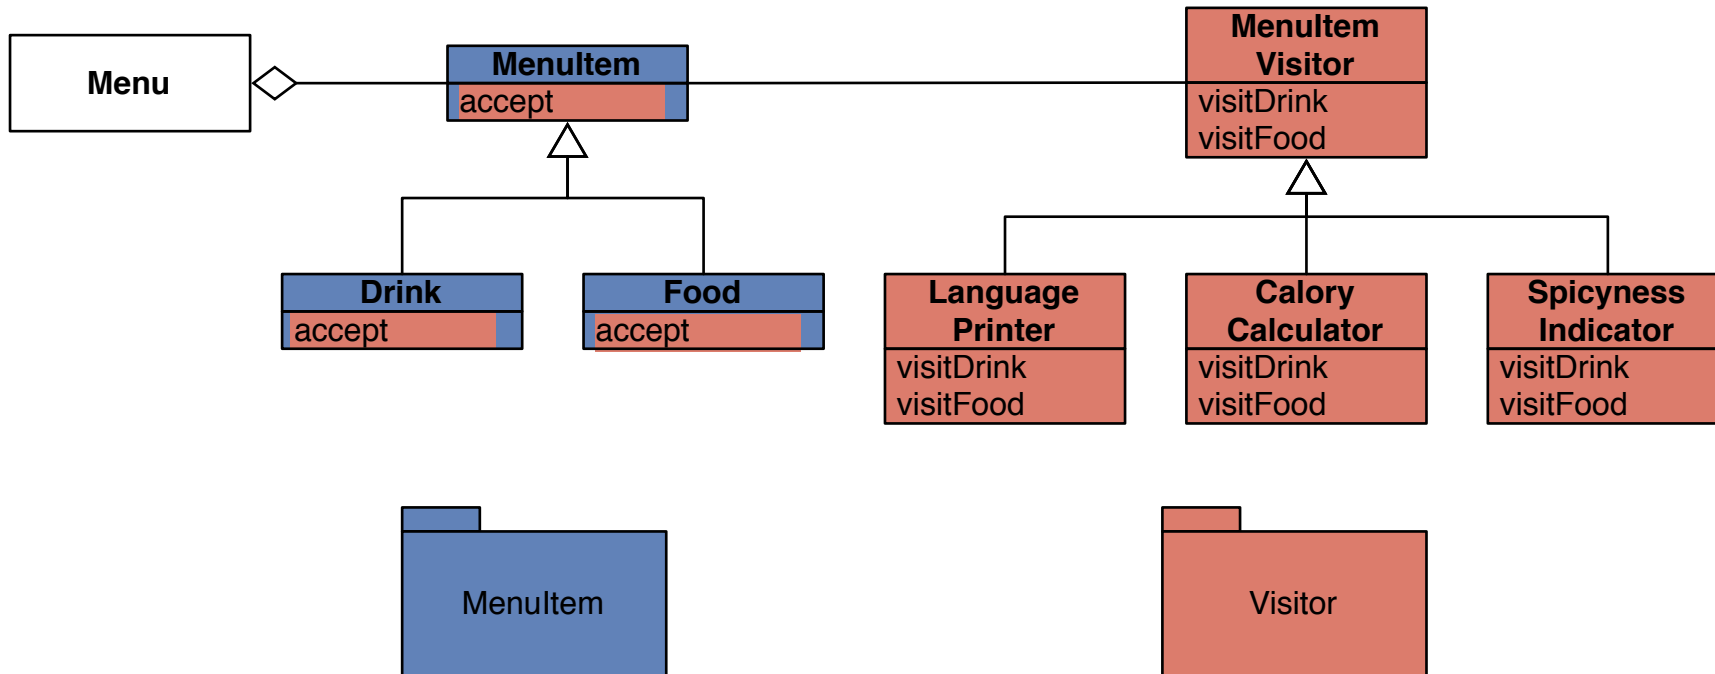 Menu
MenuItem
accept
MenuItem
Visitor
visitDrink
visitFood
Drink
accept
Food
accept
Language
Printer
visitDrink
visitFood
Calory
Calculator
visitDrink
visitFood
Spicyness
Indicator
visitDrink
visitFood
MenuItem
Visitor